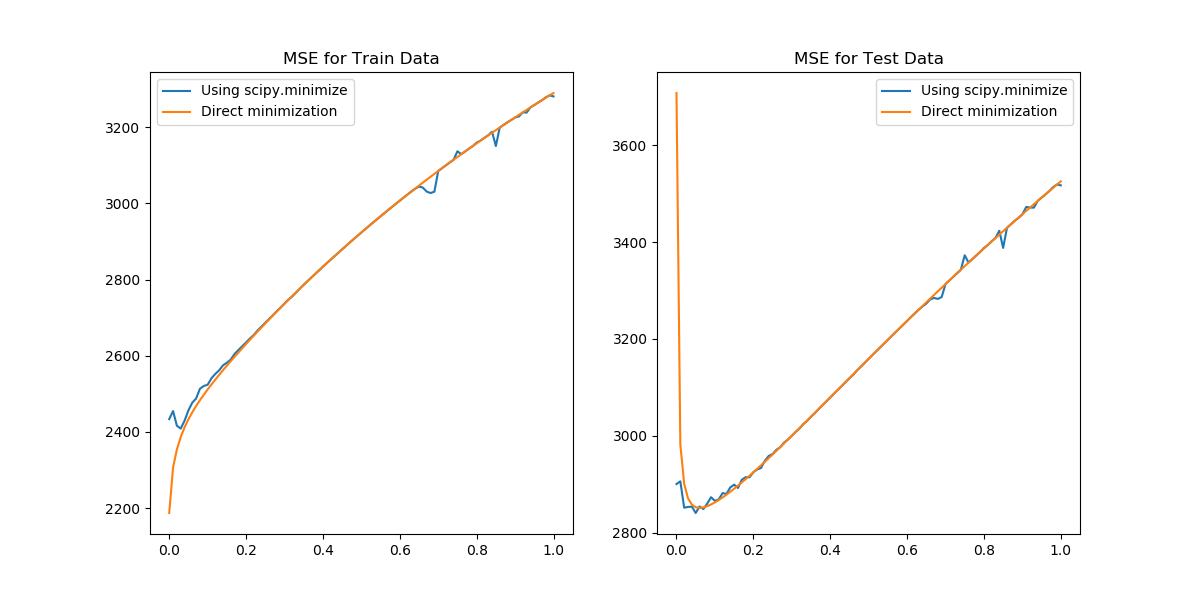 MSE for Train Data
Using scipy.minimize
Direct minimization
3200
3000
2800
2600
2400
2200
0.0 0.2 0.4 0.6 0.8 1.0
MSE for Test Data
Using scipy.minimize
Direct minimization
3600
3400
3200
3000
2800
0.0 0.2 0.4 0.6 0.8 1.0